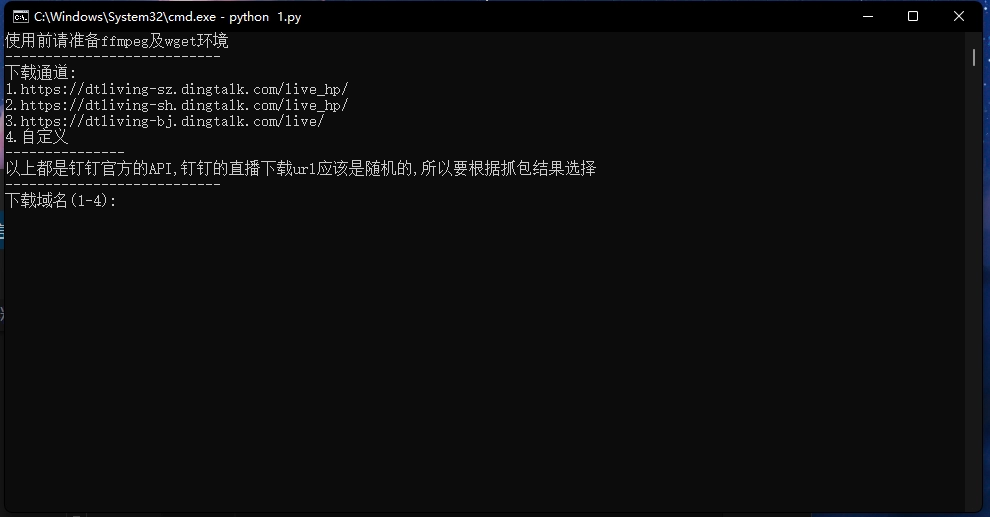 C:\Windows\System32\cmd.exe - python  1.py
使用前请准备ffmpeg及wget环境
---------------------------
下载通道:
1.https://dtliving-sz.dingtalk.com/live_hp/
2.https://dtliving-sh.dingtalk.com/live_hp/
3.https://dtliving-bj.dingtalk.com/live/
4.自定义
---------------
以上都是钉钉官方的API,钉钉的直播下载url应该是随机的,所以要根据抓包结果选择
---------------------------
下载域名(1-4):